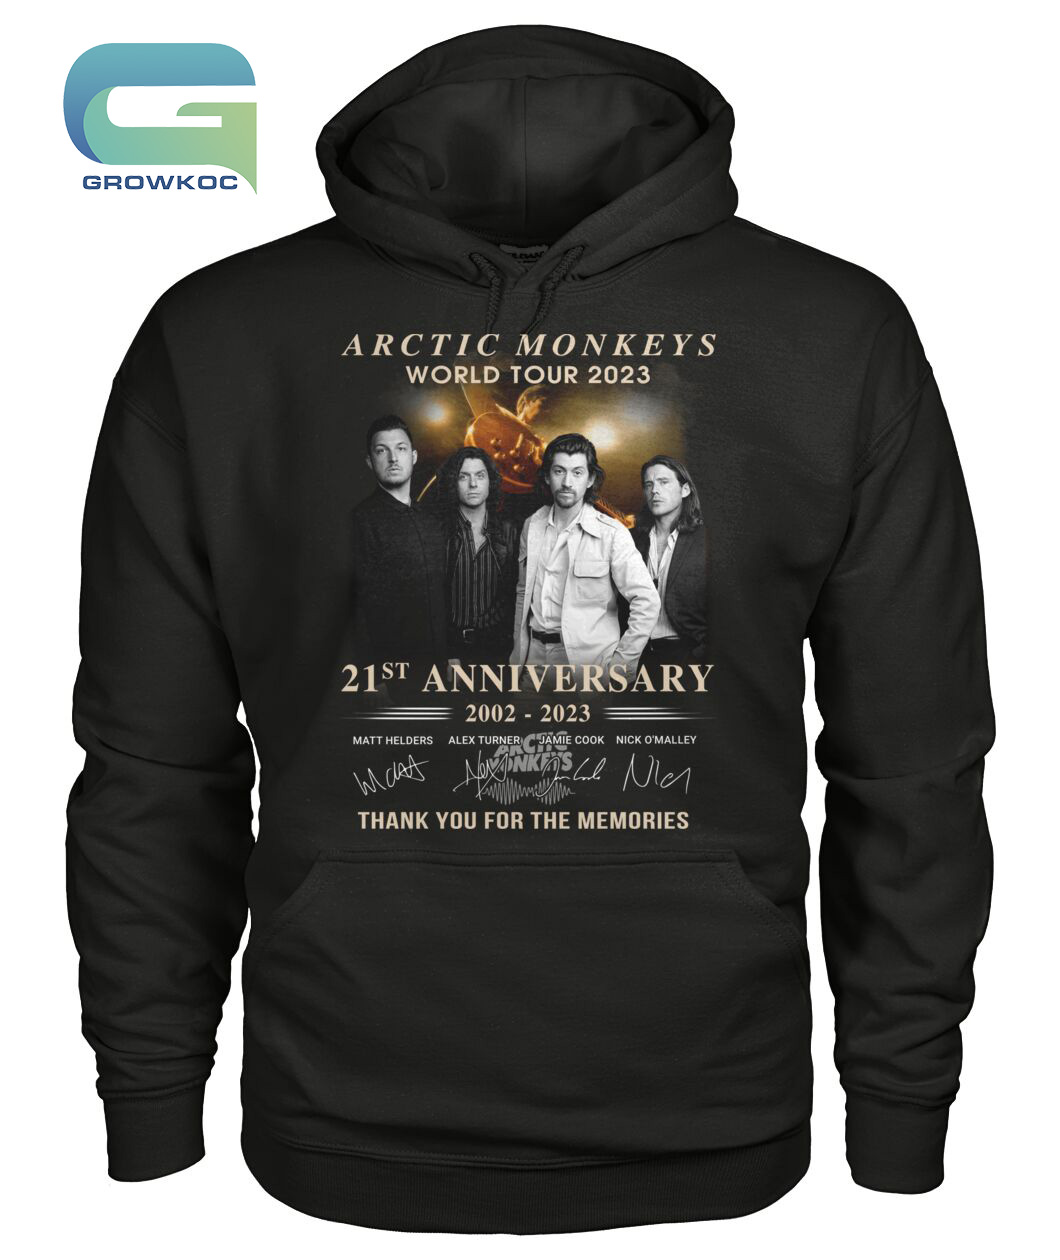 GROWKOC
ARCTIC MONKEYS
WORLD TOUR 2023
21ST ANNIVERSARY
2002 - 2023
MATT HELDERS ALEX TURNER JAMIE COOK NICK O'MALLEY
ARCTIC
MONKEYS
THANK YOU FOR THE MEMORIES